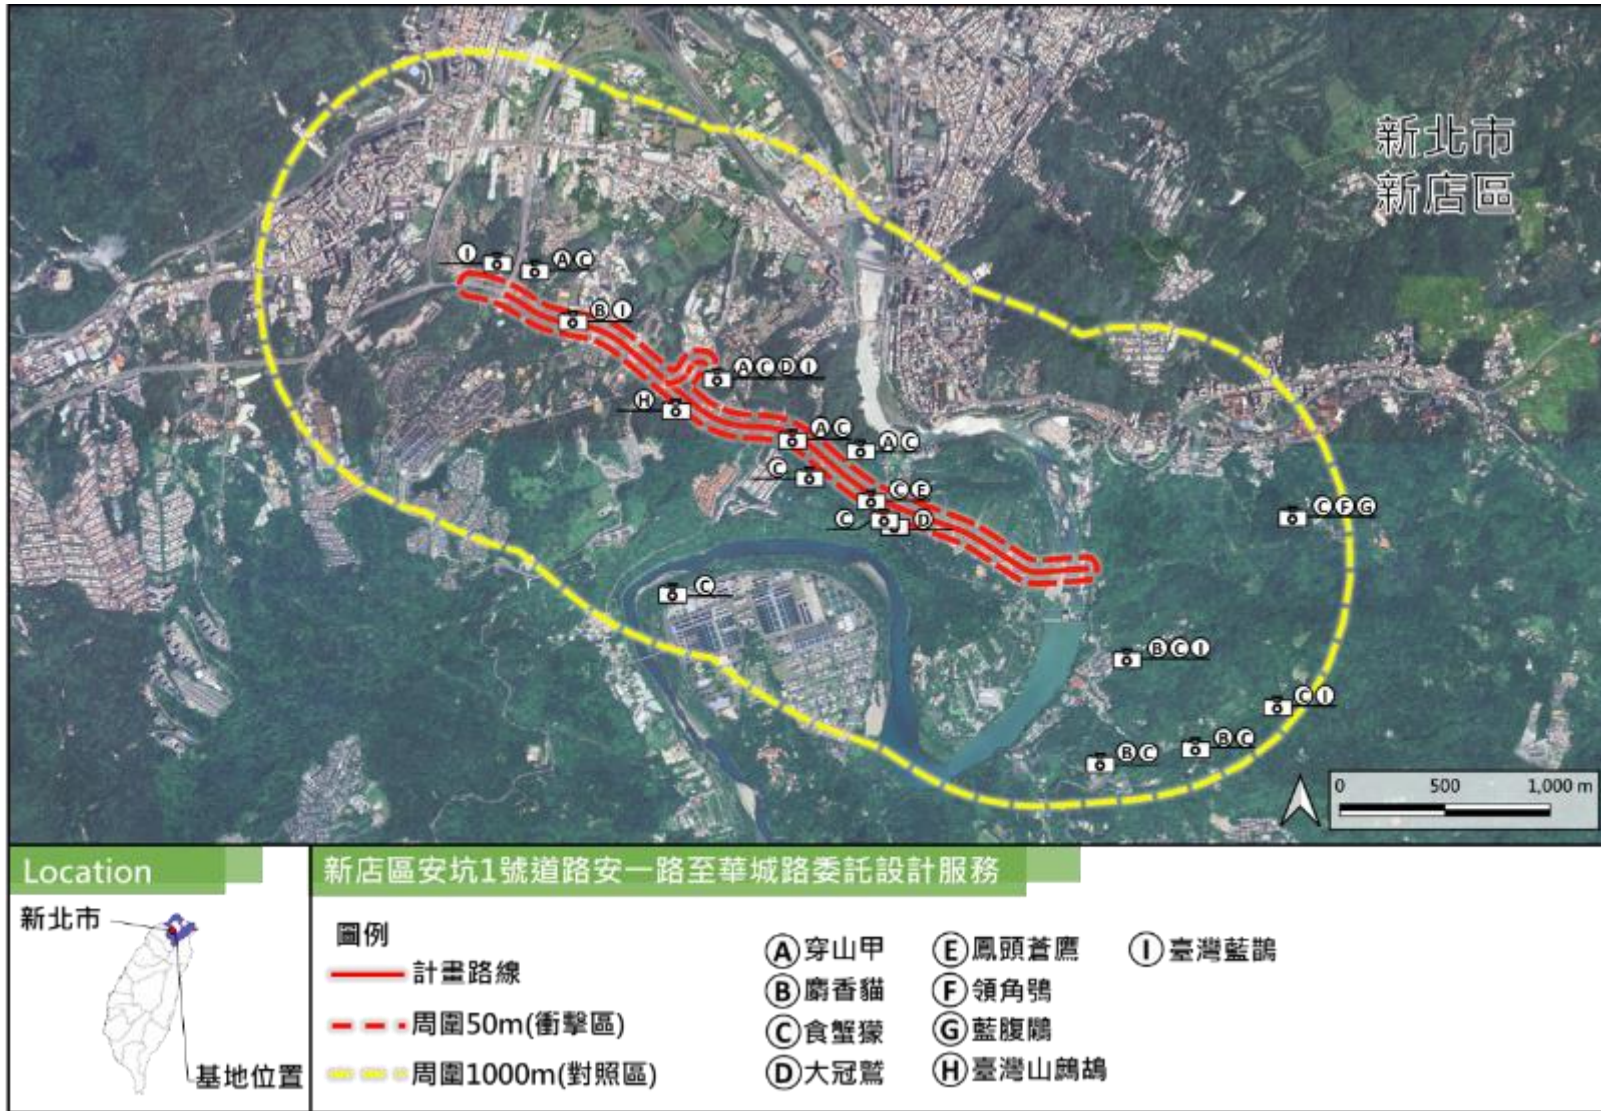 新北市
新店區
I
A C
B I
A C D I
H
A C
A C
C
C E
C
D
C F G
C
B C I
C I
B C
B C
0 500 1,000 m
Location
新店區安坑1號道路安一路至華城路委託設計服務
新北市
基地位置
圖例
計畫路線
周圍50m(衝擊區)
周圍1000m(對照區)
A 穿山甲
B 麝香貓
C 食蟹獴
D 大冠鷲
E 鳳頭蒼鷹
F 領角鴞
G 藍腹鷴
H 臺灣山鷓鴣
I 臺灣藍鵲